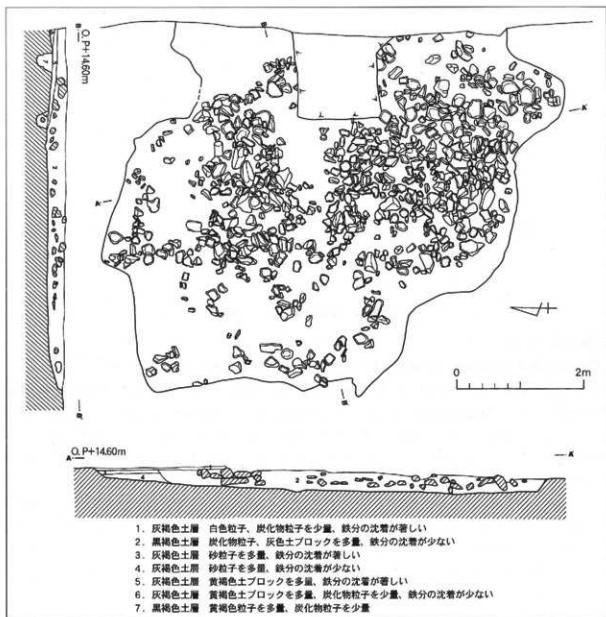 O.P+14.60m
B
B'
B
A'
A
B'
0 2m
O.P+14.60m
A
A'
1
2
4
1. 灰褐色土層 白色粒子、炭化物粒子を少量、鉄分の沈着が著しい
2. 黒褐色土層 炭化物粒子、灰色土ブロックを多量、鉄分の沈着が少ない
3. 灰褐色土層 砂粒子を多量、鉄分の沈着が著しい
4. 灰褐色土層 砂粒子を多量、鉄分の沈着が少ない
5. 灰褐色土層 黄褐色土ブロックを多量、鉄分の沈着が著しい
6. 灰褐色土層 黄褐色土ブロックを多量、炭化物粒子を少量、鉄分の沈着が少ない
7. 黒褐色土層 黄褐色粒子を多量、炭化物粒子を少量